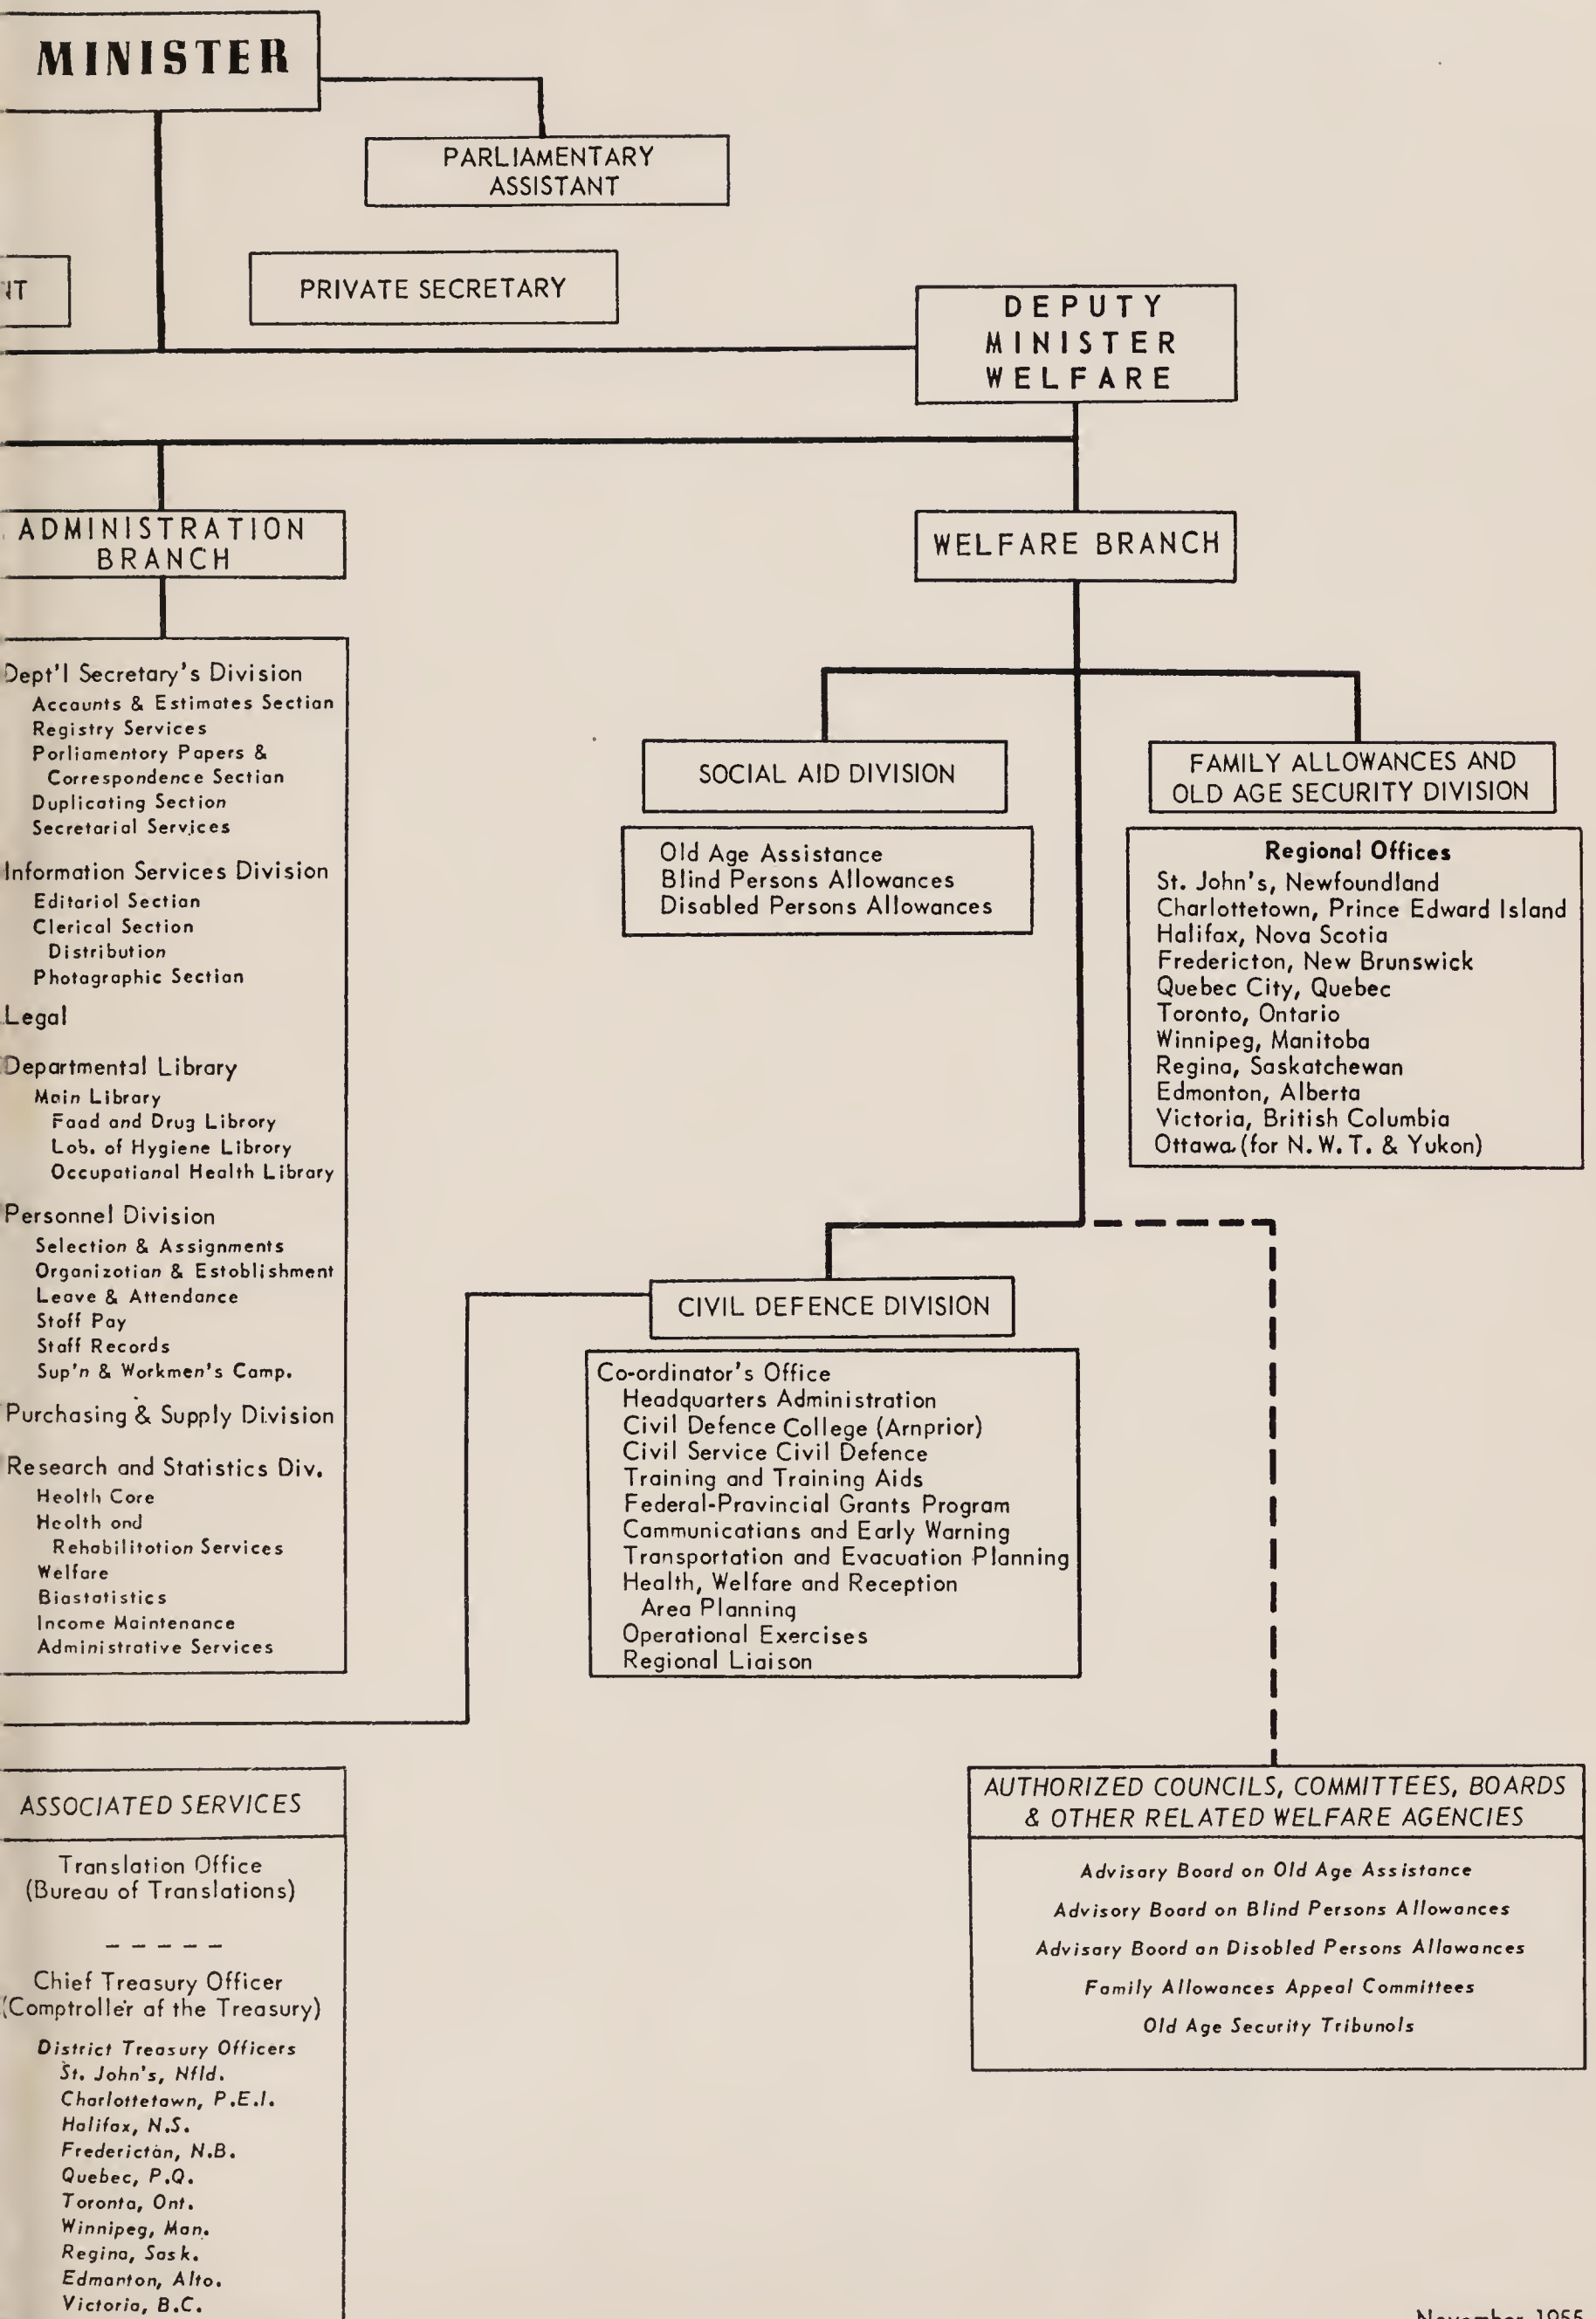 MINISTER
PARLIAMENTARY
ASSISTANT
NT
PRIVATE SECRETARY
DEPUTY
MINISTER
WELFARE
ADMINISTRATION
BRANCH
WELFARE BRANCH
Dept'l Secretary's Division
Accounts & Estimates Section
Registry Services
Parliamentary Papers &
Correspondence Section
Duplicating Section
Secretarial Services
Information Services Division
Editorial Section
Clerical Section
Distribution
Photographic Section
Legal
Departmental Library
Main Library
Food and Drug Library
Lab. of Hygiene Library
Occupational Health Library
Personnel Division
Selection & Assignments
Organization & Establishment
Leave & Attendance
Staff Pay
Staff Records
Sup'n & Workmen's Comp.
Purchasing & Supply Division
Research and Statistics Div.
Health Care
Health and
Rehabilitation Services
Welfare
Biostatistics
Income Maintenance
Administrative Services
SOCIAL AID DIVISION
Old Age Assistance
Blind Persons Allowances
Disabled Persons Allowances
FAMILY ALLOWANCES AND
OLD AGE SECURITY DIVISION
Regional Offices
St. John's, Newfoundland
Charlottetown, Prince Edward Island
Halifax, Nova Scotia
Fredericton, New Brunswick
Quebec City, Quebec
Toronto, Ontario
Winnipeg, Manitoba
Regina, Saskatchewan
Edmonton, Alberta
Victoria, British Columbia
Ottawa (for N. W. T. & Yukon)
CIVIL DEFENCE DIVISION
Co-ordinator's Office
Headquarters Administration
Civil Defence College (Arnprior)
Civil Service Civil Defence
Training and Training Aids
Federal-Provincial Grants Program
Communications and Early Warning
Transportation and Evacuation Planning
Health, Welfare and Reception
Area Planning
Operational Exercises
Regional Liaison
ASSOCIATED SERVICES
Translation Office
(Bureau of Translations)
- - - - -
Chief Treasury Officer
(Comptroller of the Treasury)
District Treasury Officers
St. John's, Nfld.
Charlottetown, P.E.I.
Halifax, N.S.
Fredericton, N.B.
Quebec, P.Q.
Toronto, Ont.
Winnipeg, Man.
Regina, Sask.
Edmonton, Alta.
Victoria, B.C.
AUTHORIZED COUNCILS, COMMITTEES, BOARDS
& OTHER RELATED WELFARE AGENCIES
Advisory Board on Old Age Assistance
Advisory Board on Blind Persons Allowances
Advisory Board on Disabled Persons Allowances
Family Allowances Appeal Committees
Old Age Security Tribunals
November 1955